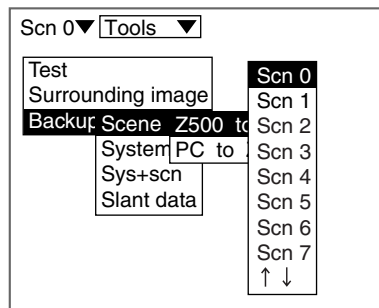 Scn 0▼ Tools ▼
Test
Surrounding image
Backup
Scene
System
Sys+scn
Slant data
Z500 to
PC to
Scn 0
Scn 1
Scn 2
Scn 3
Scn 4
Scn 5
Scn 6
Scn 7
↑ ↓